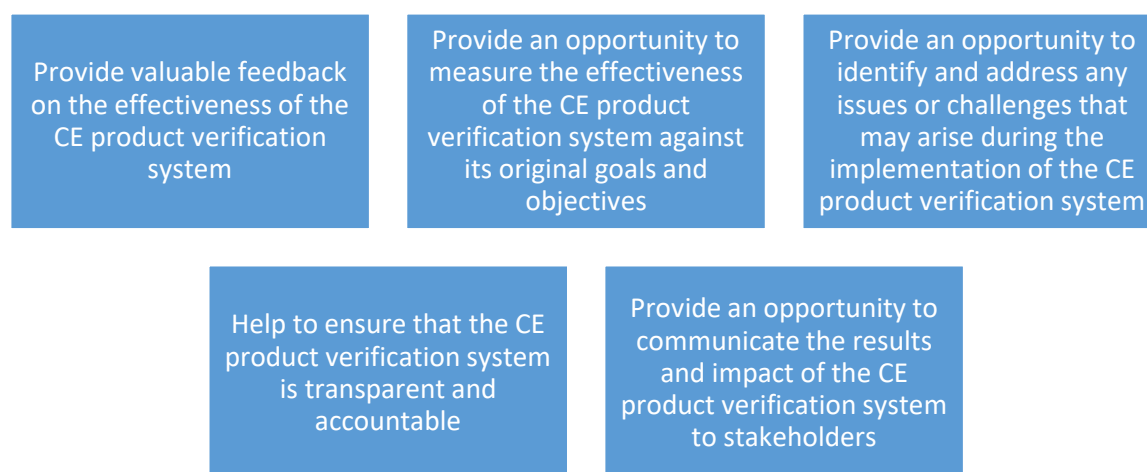 Provide valuable feedback
on the effectiveness of the
CE product verification
system
Provide an opportunity to
measure the effectiveness
of the CE product
verification system against
its original goals and
objectives
Provide an opportunity to
identify and address any
issues or challenges that
may arise during the
implementation of the CE
product verification system
Help to ensure that the CE
product verification system
is transparent and
accountable
Provide an opportunity to
communicate the results
and impact of the CE
product verification system
to stakeholders